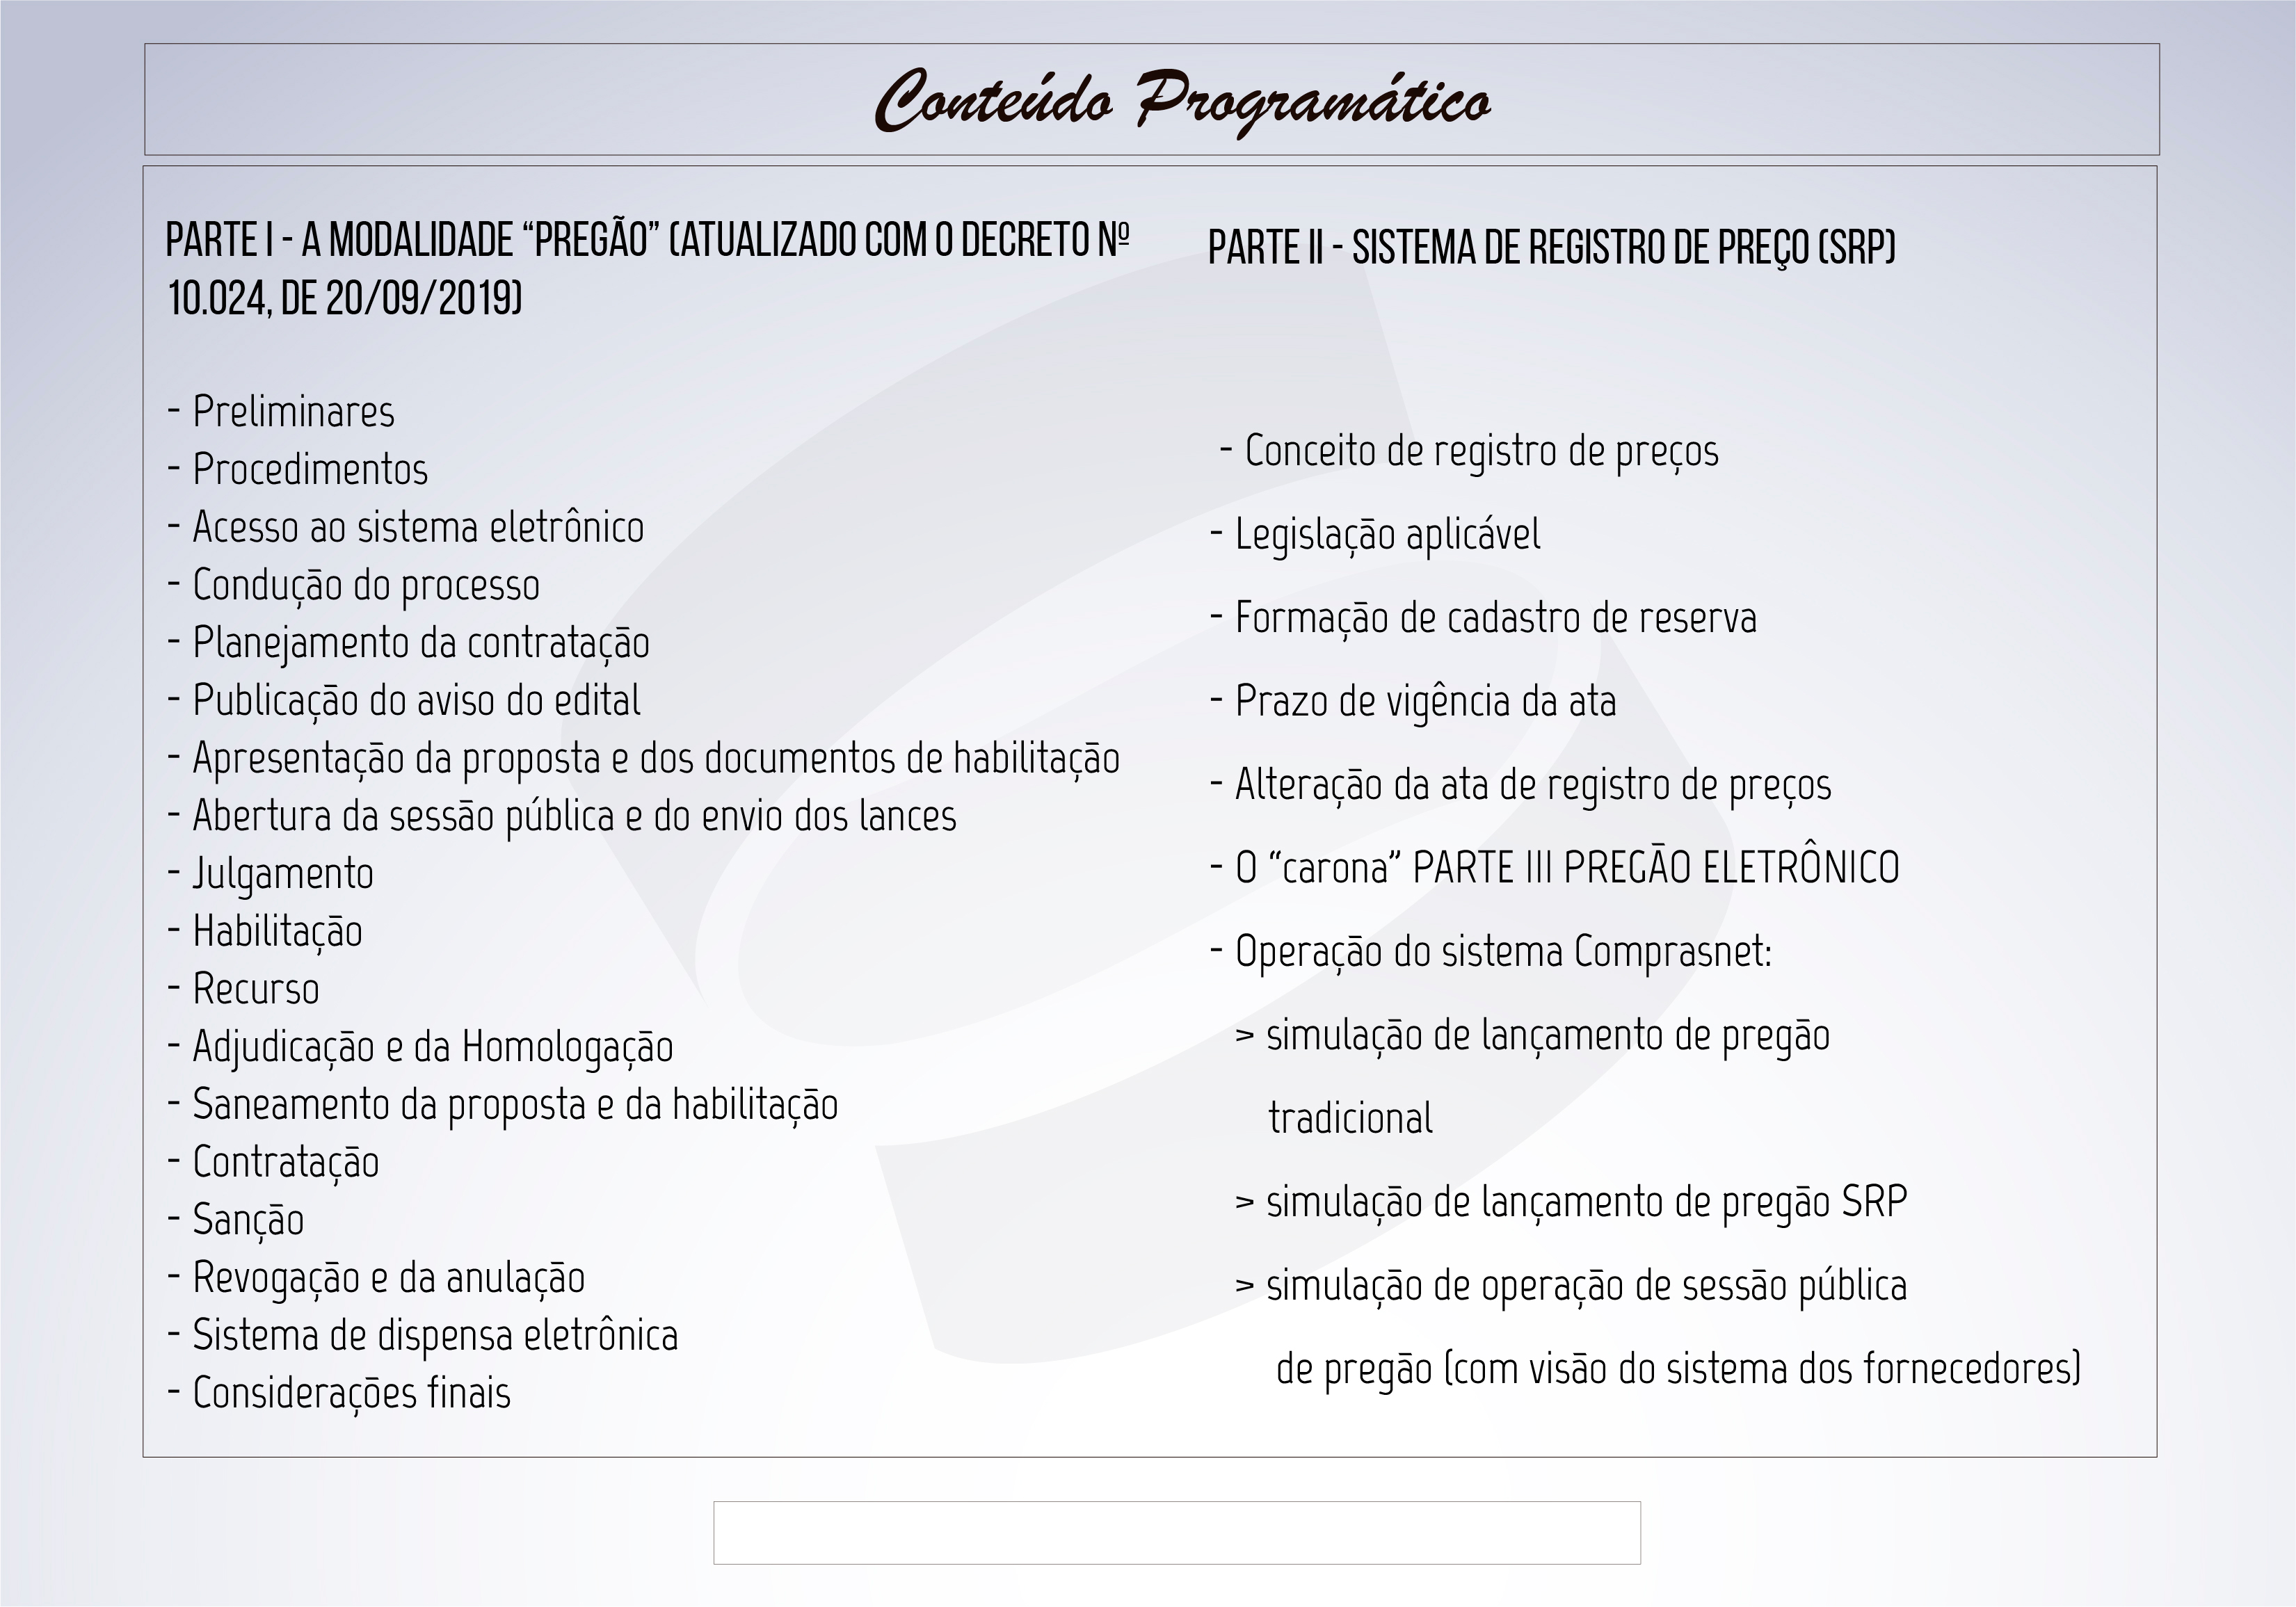 Conteúdo Programático
PARTE I - A MODALIDADE “PREGÃO” (ATUALIZADO COM O DECRETO Nº
10.024, DE 20/09/2019)
- Preliminares
- Procedimentos
- Acesso ao sistema eletrônico
- Condução do processo
- Planejamento da contratação
- Publicação do aviso do edital
- Apresentação da proposta e dos documentos de habilitação
- Abertura da sessão pública e do envio dos lances
- Julgamento
- Habilitação
- Recurso
- Adjudicação e da Homologação
- Saneamento da proposta e da habilitação
- Contratação
- Sanção
- Revogação e da anulação
- Sistema de dispensa eletrônica
- Considerações finais
PARTE II - SISTEMA DE REGISTRO DE PREÇO (SRP)
- Conceito de registro de preços
- Legislação aplicável
- Formação de cadastro de reserva
- Prazo de vigência da ata
- Alteração da ata de registro de preços
- O “carona” PARTE III PREGÃO ELETRÔNICO
- Operação do sistema Comprasnet:
> simulação de lançamento de pregão
tradicional
> simulação de lançamento de pregão SRP
> simulação de operação de sessão pública
de pregão (com visão do sistema dos fornecedores)